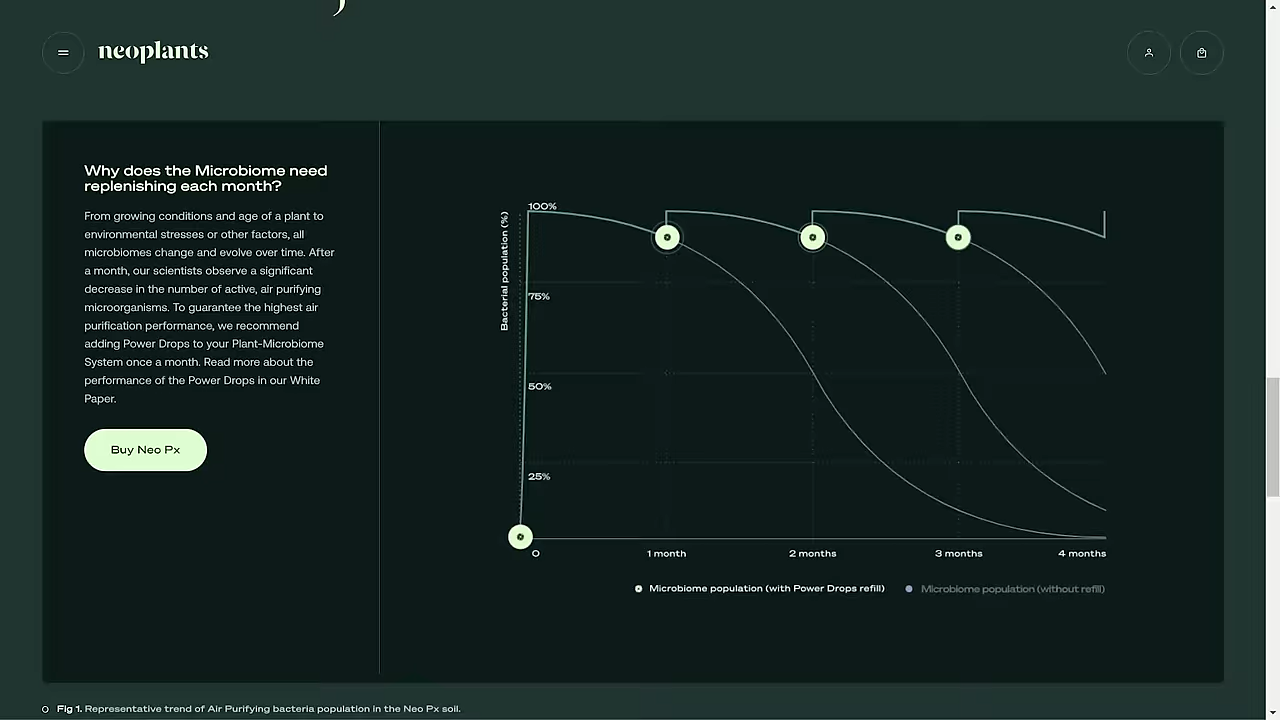 neoplants
Why does the Microbiome need
replenishing each month?
From growing conditions and age of a plant to
environmental stresses or other factors, all
microbiomes change and evolve over time. After
a month, our scientists observe a significant
decrease in the number of active, air purifying
microorganisms. To guarantee the highest air
purification performance, we recommend
adding Power Drops to your Plant-Microbiome
System once a month. Read more about the
performance of the Power Drops in our White
Paper.
Buy Neo Px
Bacterial population (%)
100%
75%
50%
25%
0
1 month
2 months
3 months
4 months
Microbiome population (with Power Drops refill)
Microbiome population (without refill)
Fig 1. Representative trend of Air Purifying bacteria population in the Neo Px soil.